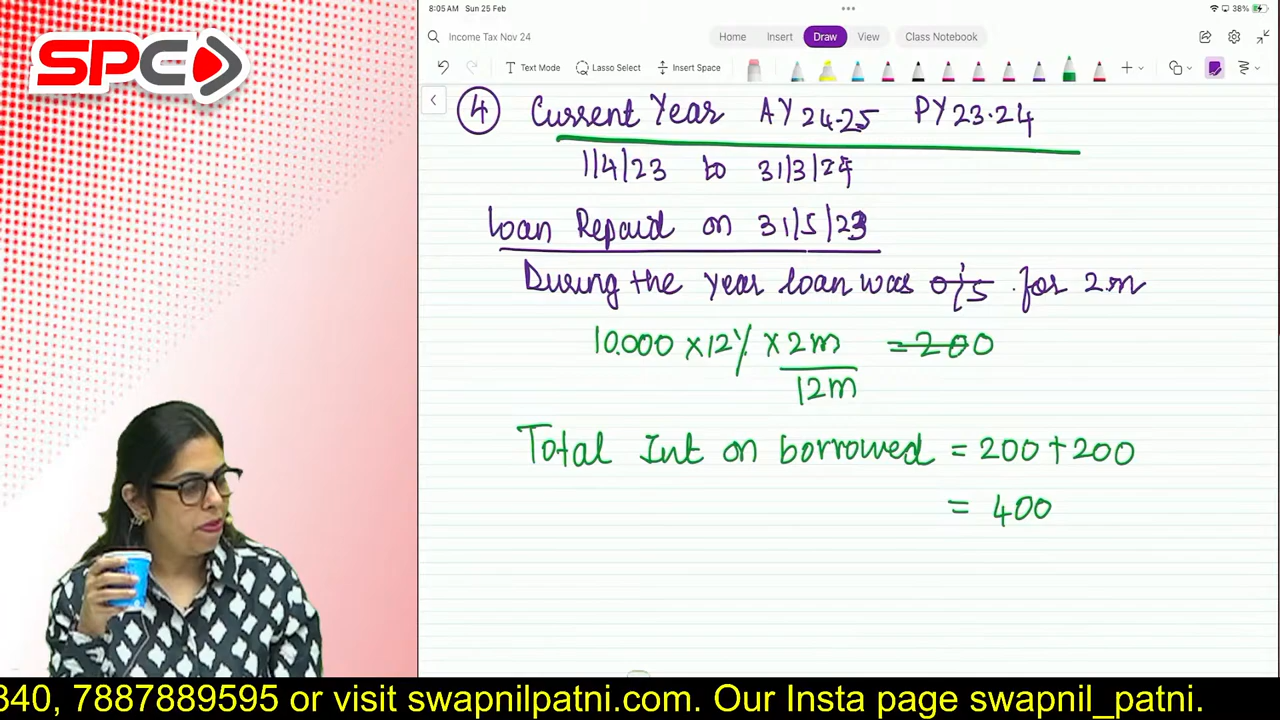 8:05 AM Sun 25 Feb
38%
Income Tax Nov 24
Home Insert Draw View Class Notebook
Text Mode Lasso Select Insert Space
SPC
④ Current Year AY 24-25 PY 23-24
1/4/23 to 31/3/24
Loan Repaid on 31/5/23
During the year loan was o/s for 2m
10.000 × 12% × 2m = 200
12m
Total Int on borrowed = 200 + 200
= 400
840, 7887889595 or visit swapnilpatni.com. Our Insta page swapnil_patni.